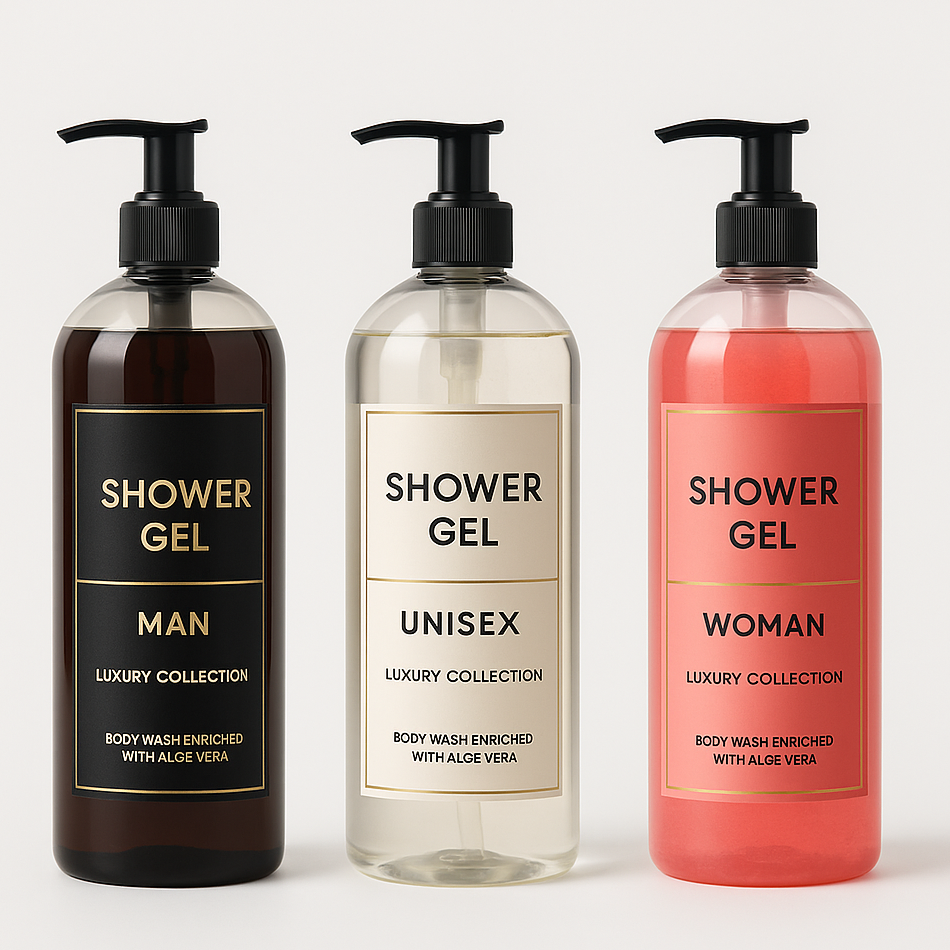 SHOWER
GEL
MAN
LUXURY COLLECTION
BODY WASH ENRICHED
WITH ALGE VERA
SHOWER
GEL
UNISEX
LUXURY COLLECTION
BODY WASH ENRICHED
WITH ALGE VERA
SHOWER
GEL
WOMAN
LUXURY COLLECTION
BODY WASH ENRICHED
WITH ALGE VERA